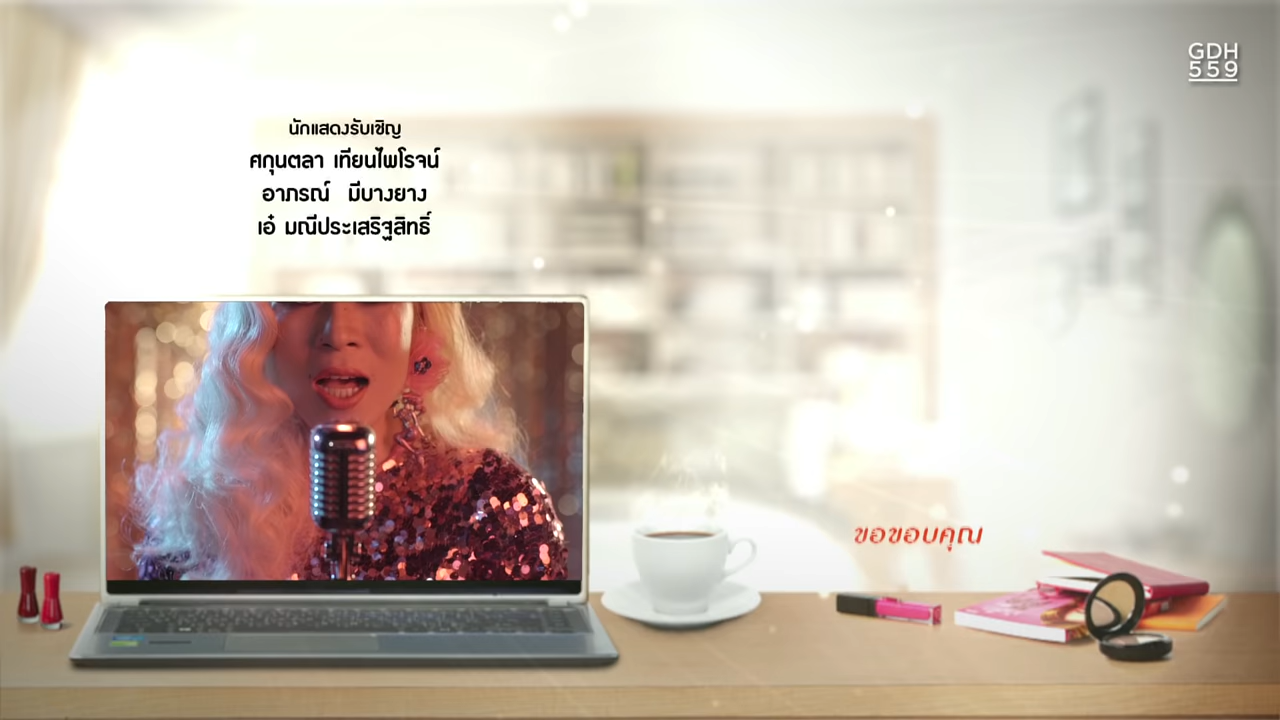 GDH
559
นักแสดงรับเชิญ
ศกุนตลา เทียนไพโรจน์
อาภรณ์ มีบางยาง
เอ๋ มณีประเสริฐสิทธิ์
ขอขอบคุณ